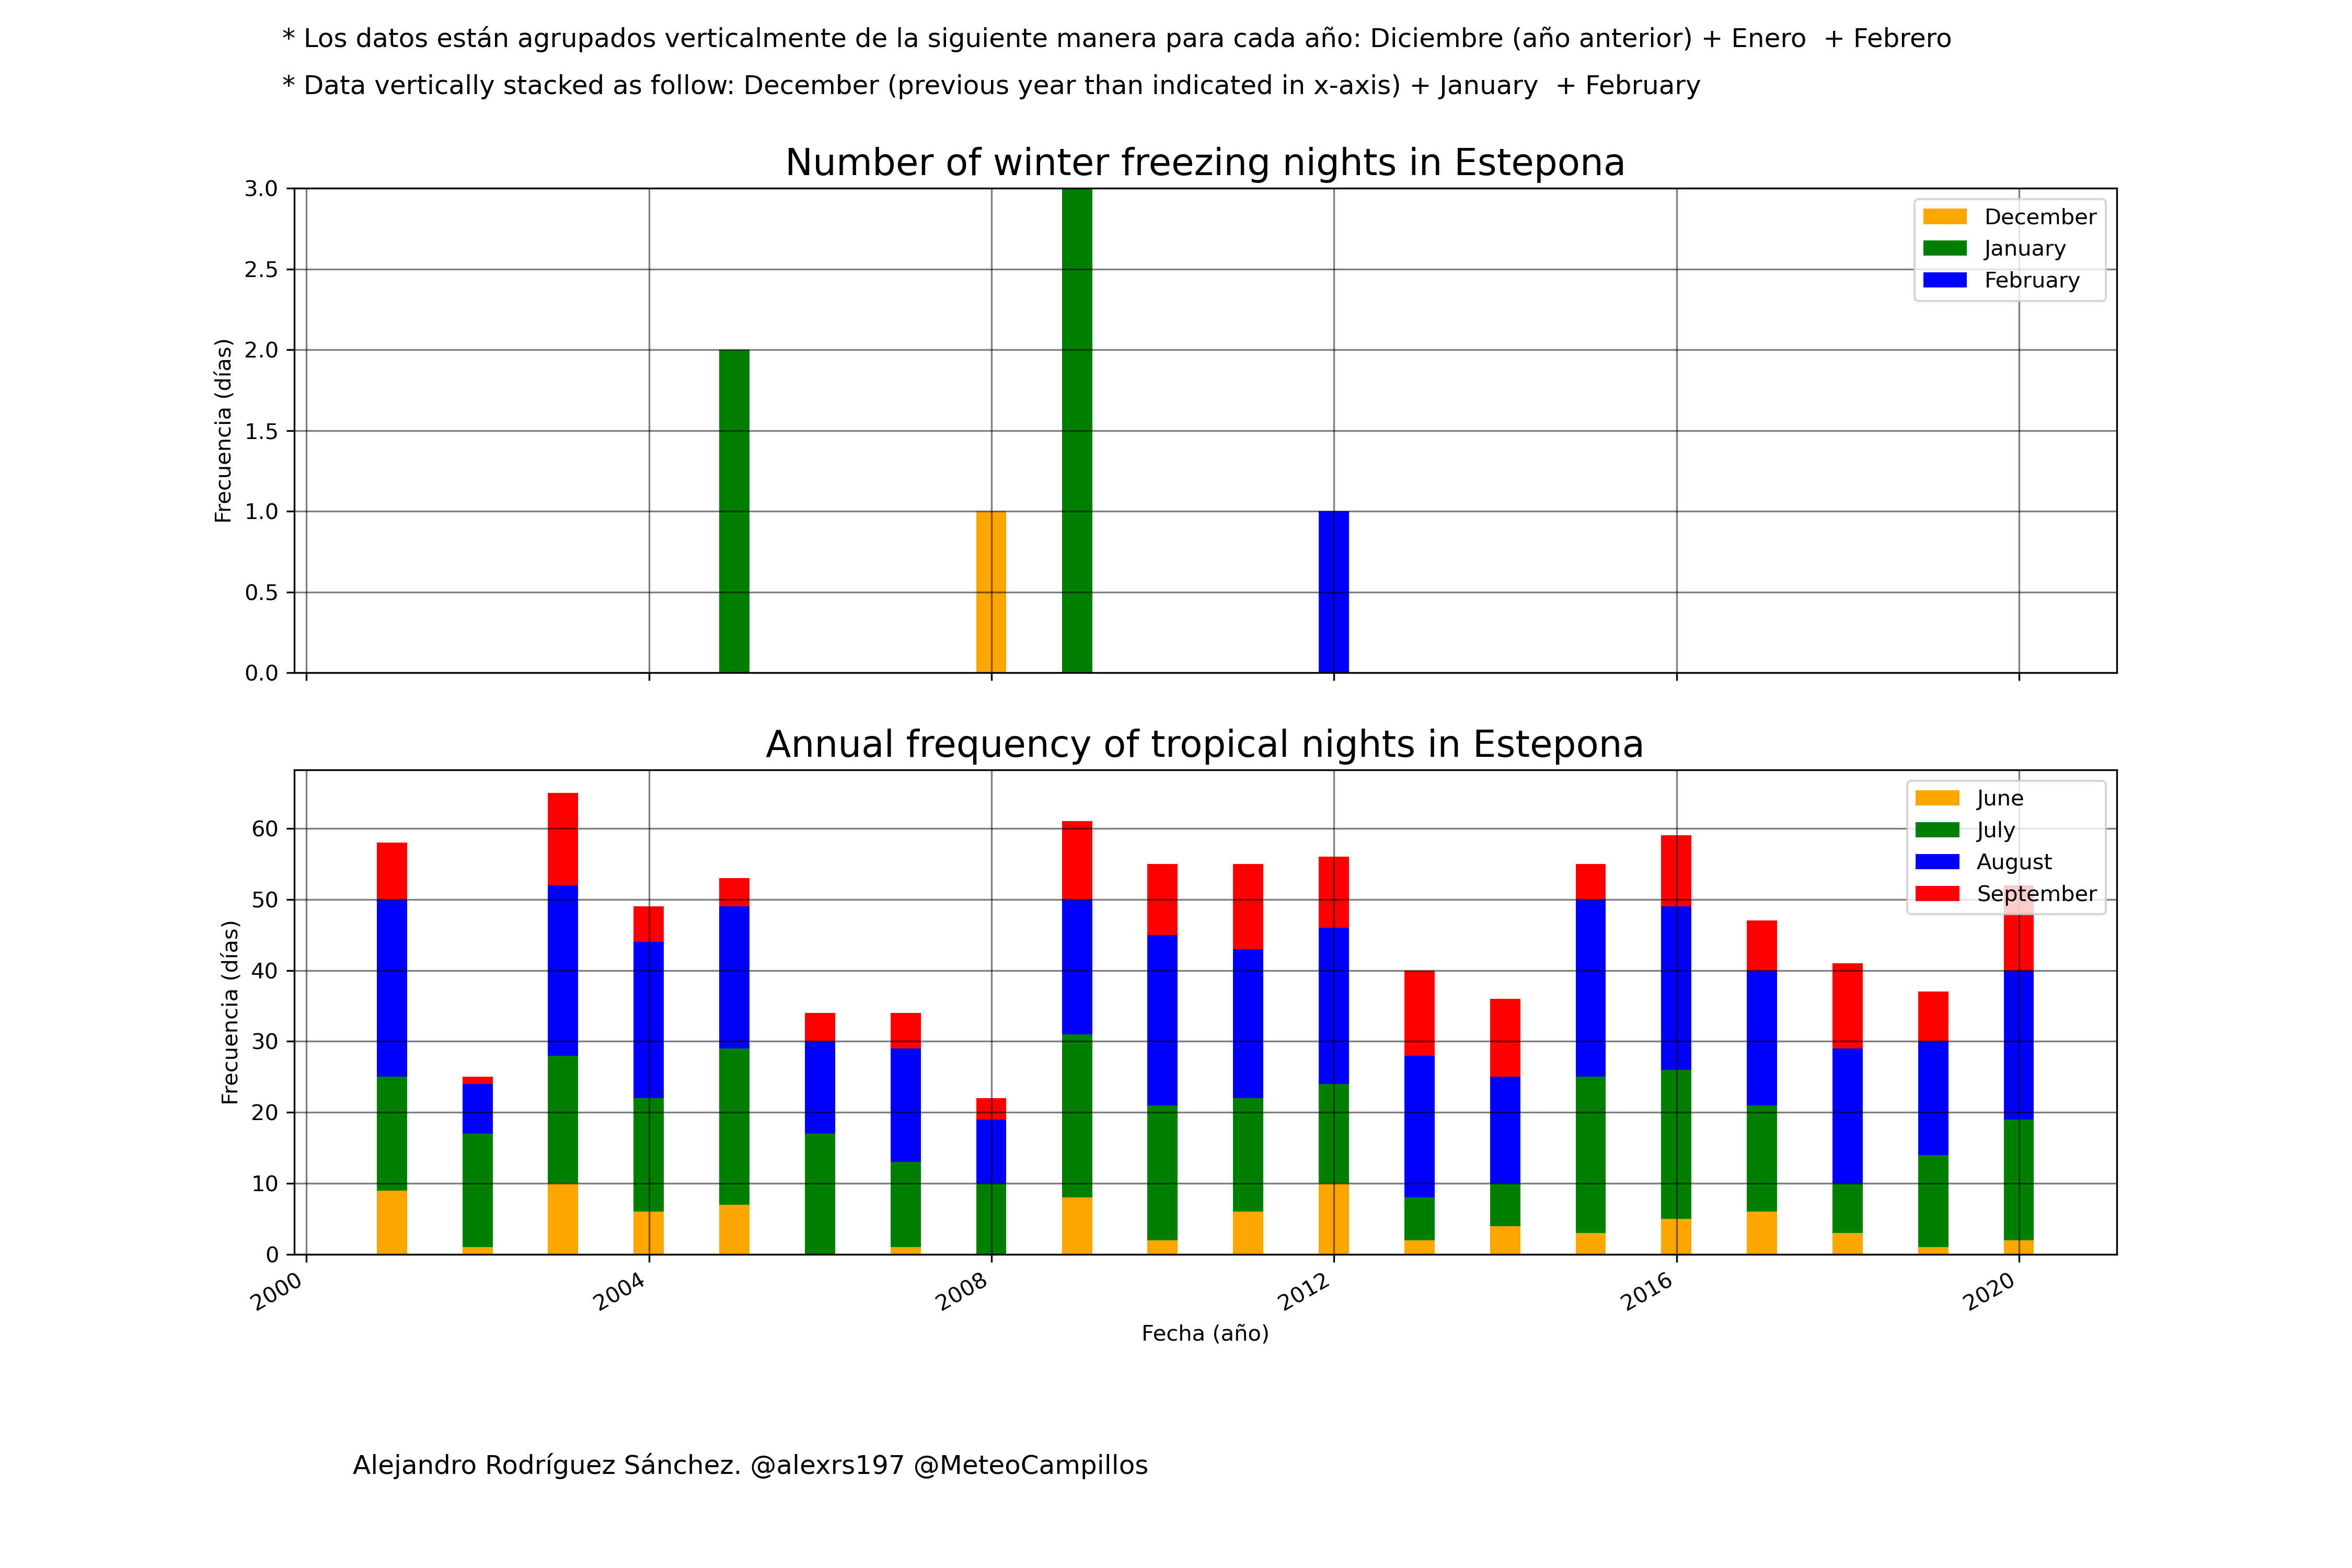 * Los datos están agrupados verticalmente de la siguiente manera para cada año: Diciembre (año anterior) + Enero  + Febrero
* Data vertically stacked as follow: December (previous year than indicated in x-axis) + January  + February
Number of winter freezing nights in Estepona
3.0
2.5
2.0
1.5
1.0
0.5
0.0
Frecuencia (días)
December
January
February
Annual frequency of tropical nights in Estepona
60
50
40
30
20
10
0
Frecuencia (días)
June
July
August
September
2000
2004
2008
2012
2016
2020
Fecha (año)
Alejandro Rodríguez Sánchez. @alexrs197 @MeteoCampillos